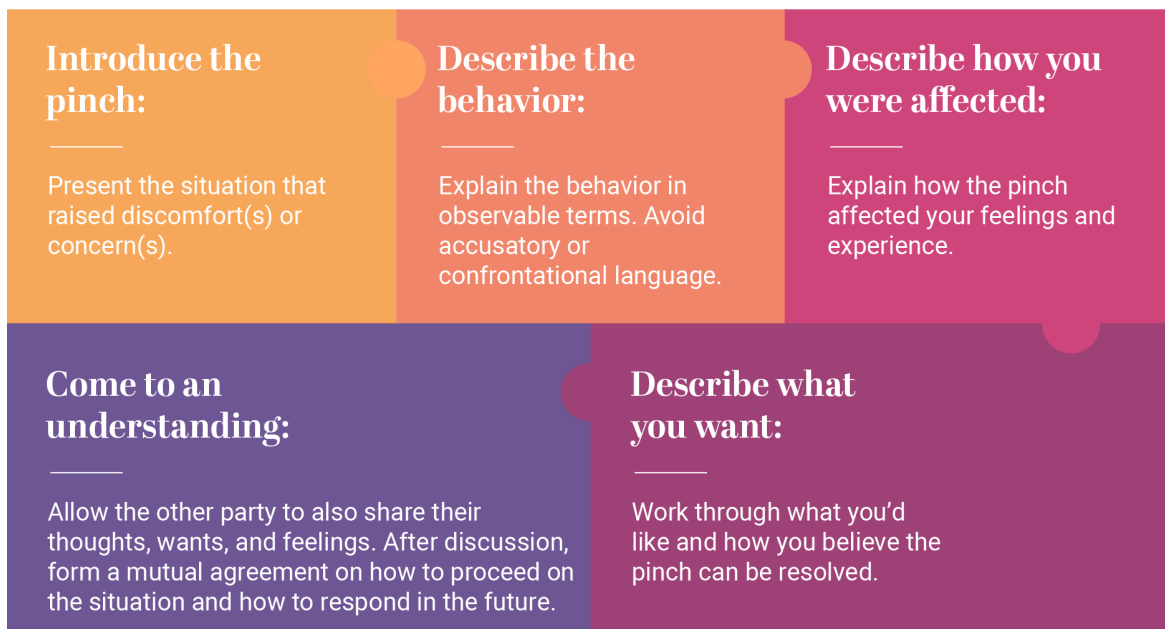 Introduce the
pinch:
Present the situation that
raised discomfort(s) or
concern(s).
Describe the
behavior:
Explain the behavior in
observable terms. Avoid
accusatory or
confrontational language.
Describe how you
were affected:
Explain how the pinch
affected your feelings and
experience.
Describe what
you want:
Work through what you’d
like and how you believe the
pinch can be resolved.
Come to an
understanding:
Allow the other party to also share their
thoughts, wants, and feelings. After discussion,
form a mutual agreement on how to proceed on
the situation and how to respond in the future.